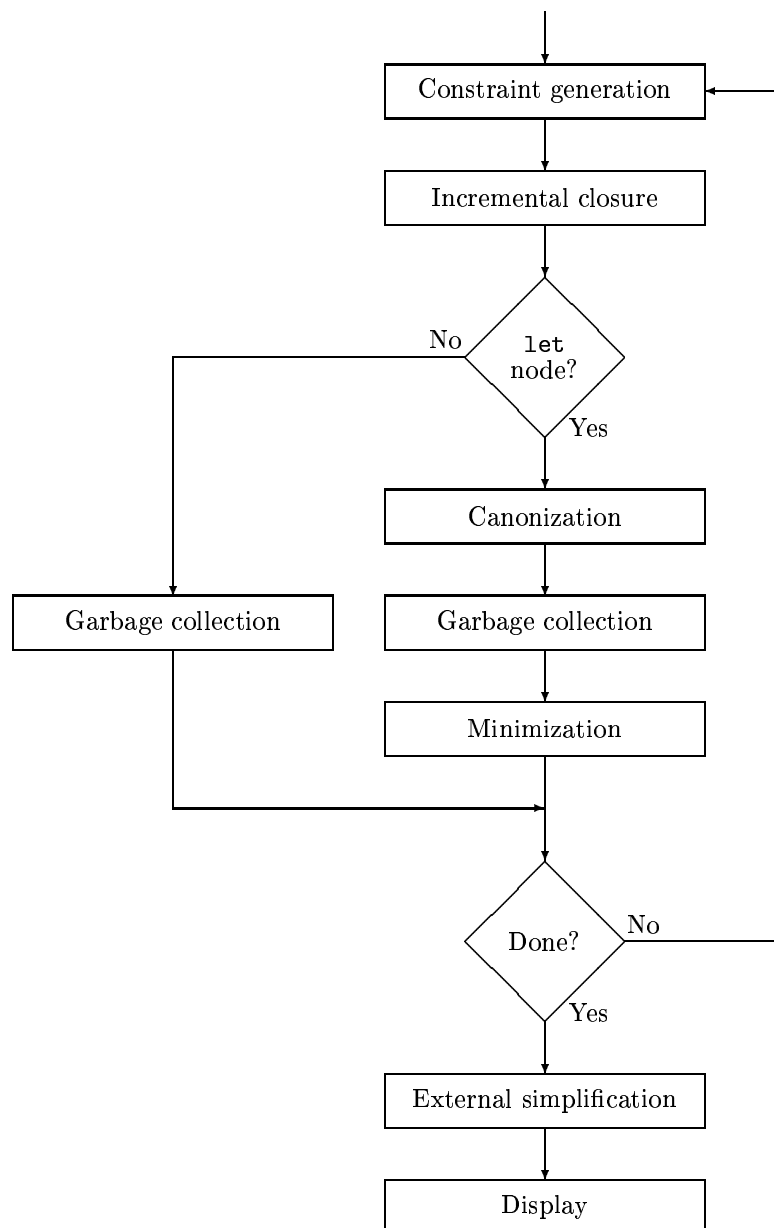 Constraint generation
Incremental closure
No
let
node?
Yes
Canonization
Garbage collection
Garbage collection
Minimization
Done?
No
Yes
External simplification
Display